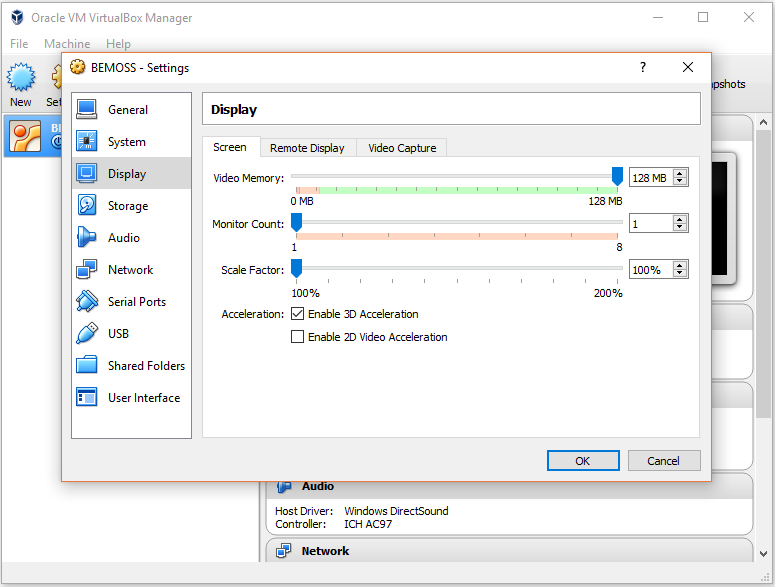 Oracle VM VirtualBox Manager
File Machine Help
BEMOSS - Settings
?
New
General
System
Display
Storage
Audio
Network
Serial Ports
USB
Shared Folders
User Interface
Display
Screen Remote Display Video Capture
Video Memory: 128 MB
0 MB 128 MB
Monitor Count: 1
1 8
Scale Factor: 100%
100% 200%
Acceleration: Enable 3D Acceleration
Enable 2D Video Acceleration
OK Cancel
Audio
Host Driver: Windows DirectSound
Controller: ICH AC97
Network